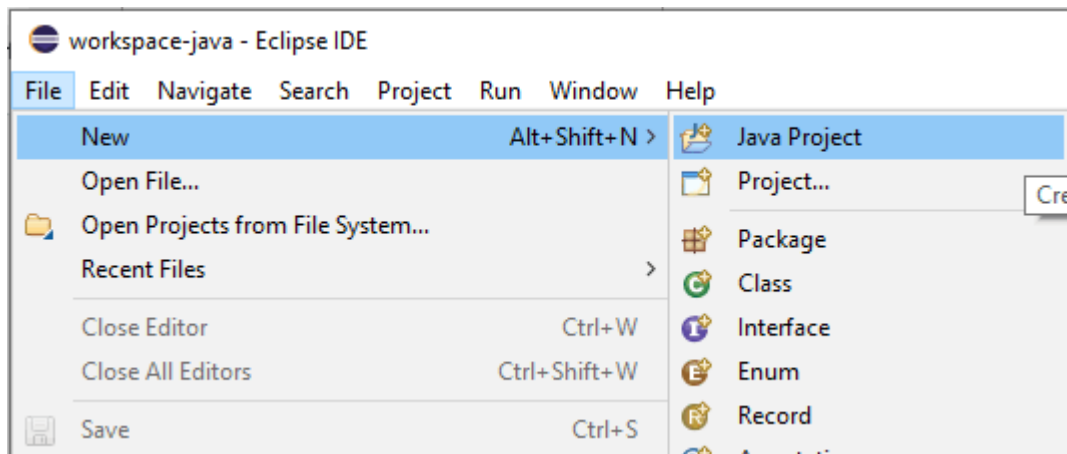 workspace-java - Eclipse IDE
File Edit Navigate Search Project Run Window Help
New Alt+Shift+N >
Open File...
Open Projects from File System...
Recent Files >
Close Editor Ctrl+W
Close All Editors Ctrl+Shift+W
Save Ctrl+S
Java Project
Project...
Package
Class
Interface
Enum
Record